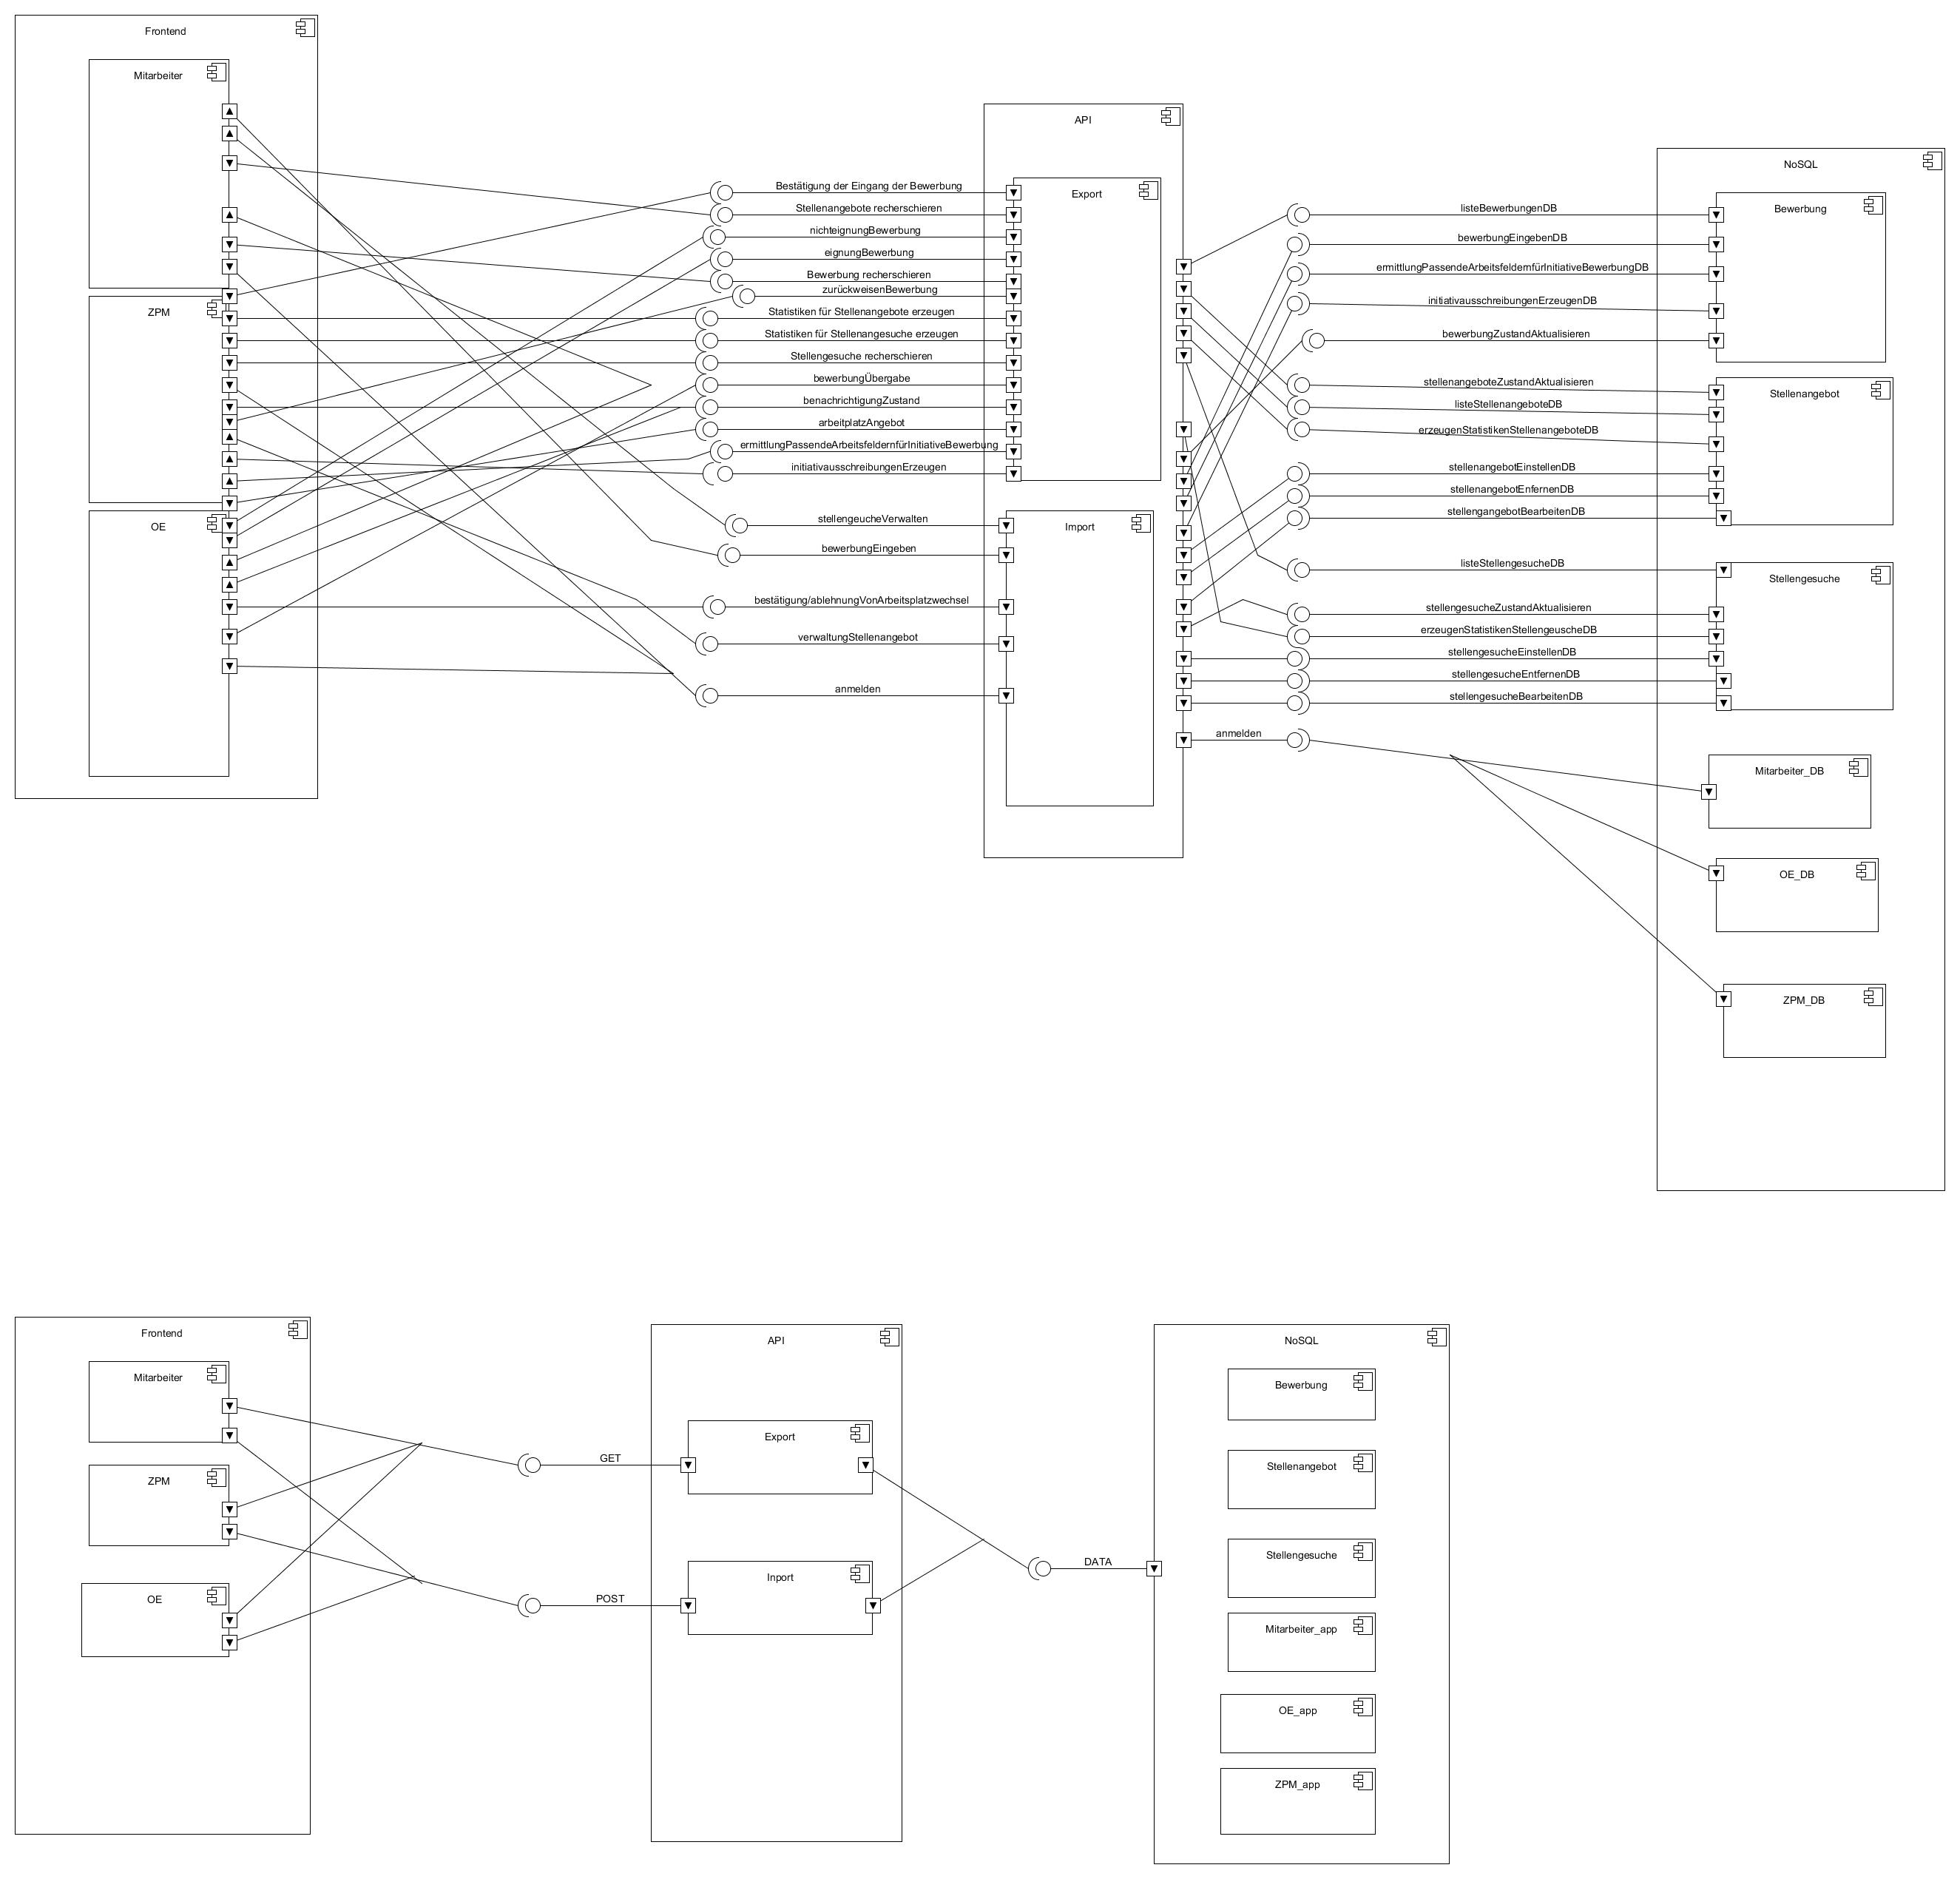 Frontend
Mitarbeiter
ZPM
OE
API
Export
Bestätigung der Eingang der Bewerbung
Stellenangebote recherschieren
nichteignungBewerbung
eignungBewerbung
Bewerbung recherschieren
zurückweisenBewerbung
Statistiken für Stellenangebote erzeugen
Statistiken für Stellengesuche erzeugen
Stellengesuche recherschieren
bewerbungÜbergabe
benachrichtigungZustand
arbeitplatzAngebot
ermittlungPassendeArbeitsfeldernfürInitiativeBewerbung
initiativausschreibungenErzeugen
Import
stellengeucheVerwalten
bewerbungEingeben
bestätigung/ablehnungVonArbeitsplatzwechsel
verwaltungStellenangebot
anmelden
NoSQL
Bewerbung
listeBewerbungenDB
bewerbungEingebenDB
ermittlungPassendeArbeitsfeldernfürInitiativeBewerbungDB
initiativausschreibungenErzeugenDB
bewerbungZustandAktualisieren
Stellenangebot
stellenangeboteZustandAktualisieren
listeStellenangeboteDB
erzeugenStatistikenStellenangeboteDB
stellenangebotEinstellenDB
stellenangebotEnfernenDB
stellengangebotBearbeitenDB
Stellengesuche
listeStellengesucheDB
stellengesucheZustandAktualisieren
erzeugenStatistikenStellengeuscheDB
stellengesucheEinstellenDB
stellengesucheEntfernenDB
stellengesucheBearbeitenDB
anmelden
Mitarbeiter_DB
OE_DB
ZPM_DB
Frontend
Mitarbeiter
ZPM
OE
GET
POST
API
Export
Inport
DATA
NoSQL
Bewerbung
Stellenangebot
Stellengesuche
Mitarbeiter_app
OE_app
ZPM_app